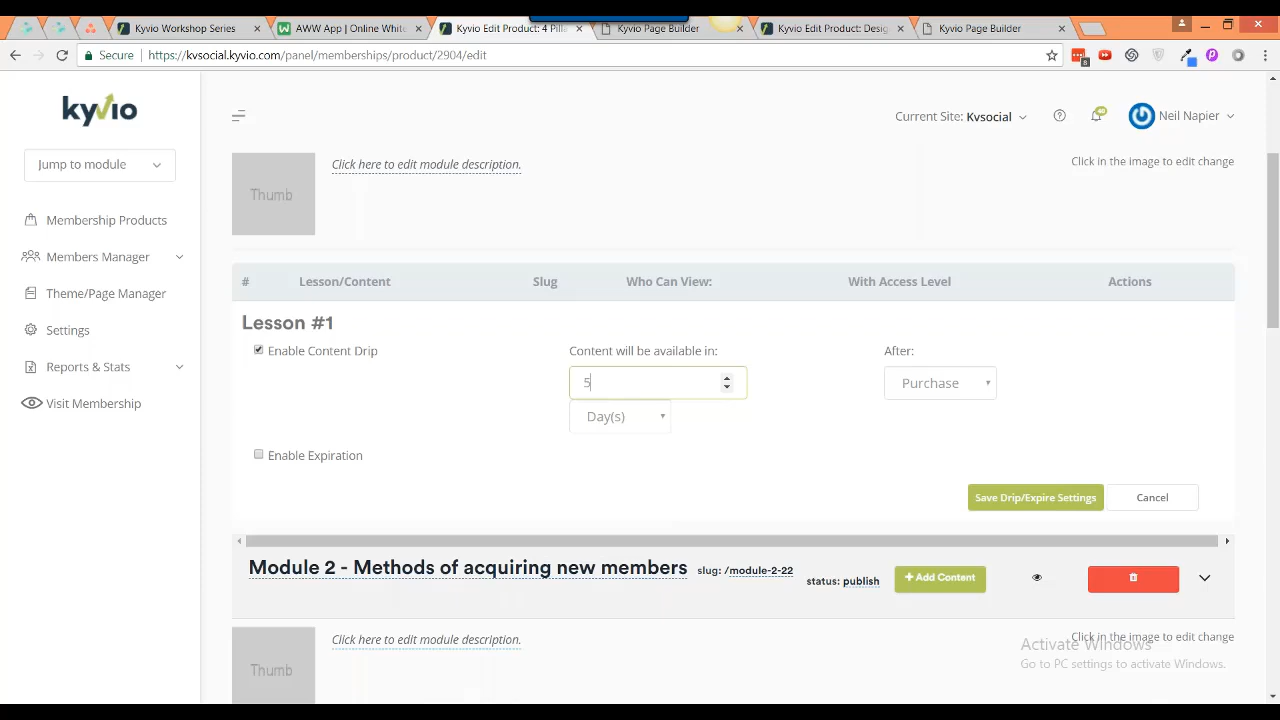 Kyvio Workshop Series
AWW App | Online White
Kyvio Edit Product: 4 Pill
Kyvio Page Builder
Kyvio Edit Product: Desig
Kyvio Page Builder
Secure
https://kvsocial.kyvio.com/panel/memberships/product/2904/edit
8
kyvio
Jump to module
Membership Products
Members Manager
Theme/Page Manager
Settings
Reports & Stats
Visit Membership
Current Site: Kvsocial
Neil Napier
Thumb
Click here to edit module description.
Click in the image to edit change
# Lesson/Content Slug Who Can View: With Access Level Actions
Lesson #1
Enable Content Drip
Content will be available in:
After:
5
Purchase
Day(s)
Enable Expiration
Save Drip/Expire Settings
Cancel
Module 2 - Methods of acquiring new members
slug: /module-2-22
status: publish
+ Add Content
Thumb
Click here to edit module description.
Click in the image to edit change
Activate Windows
Go to PC settings to activate Windows.